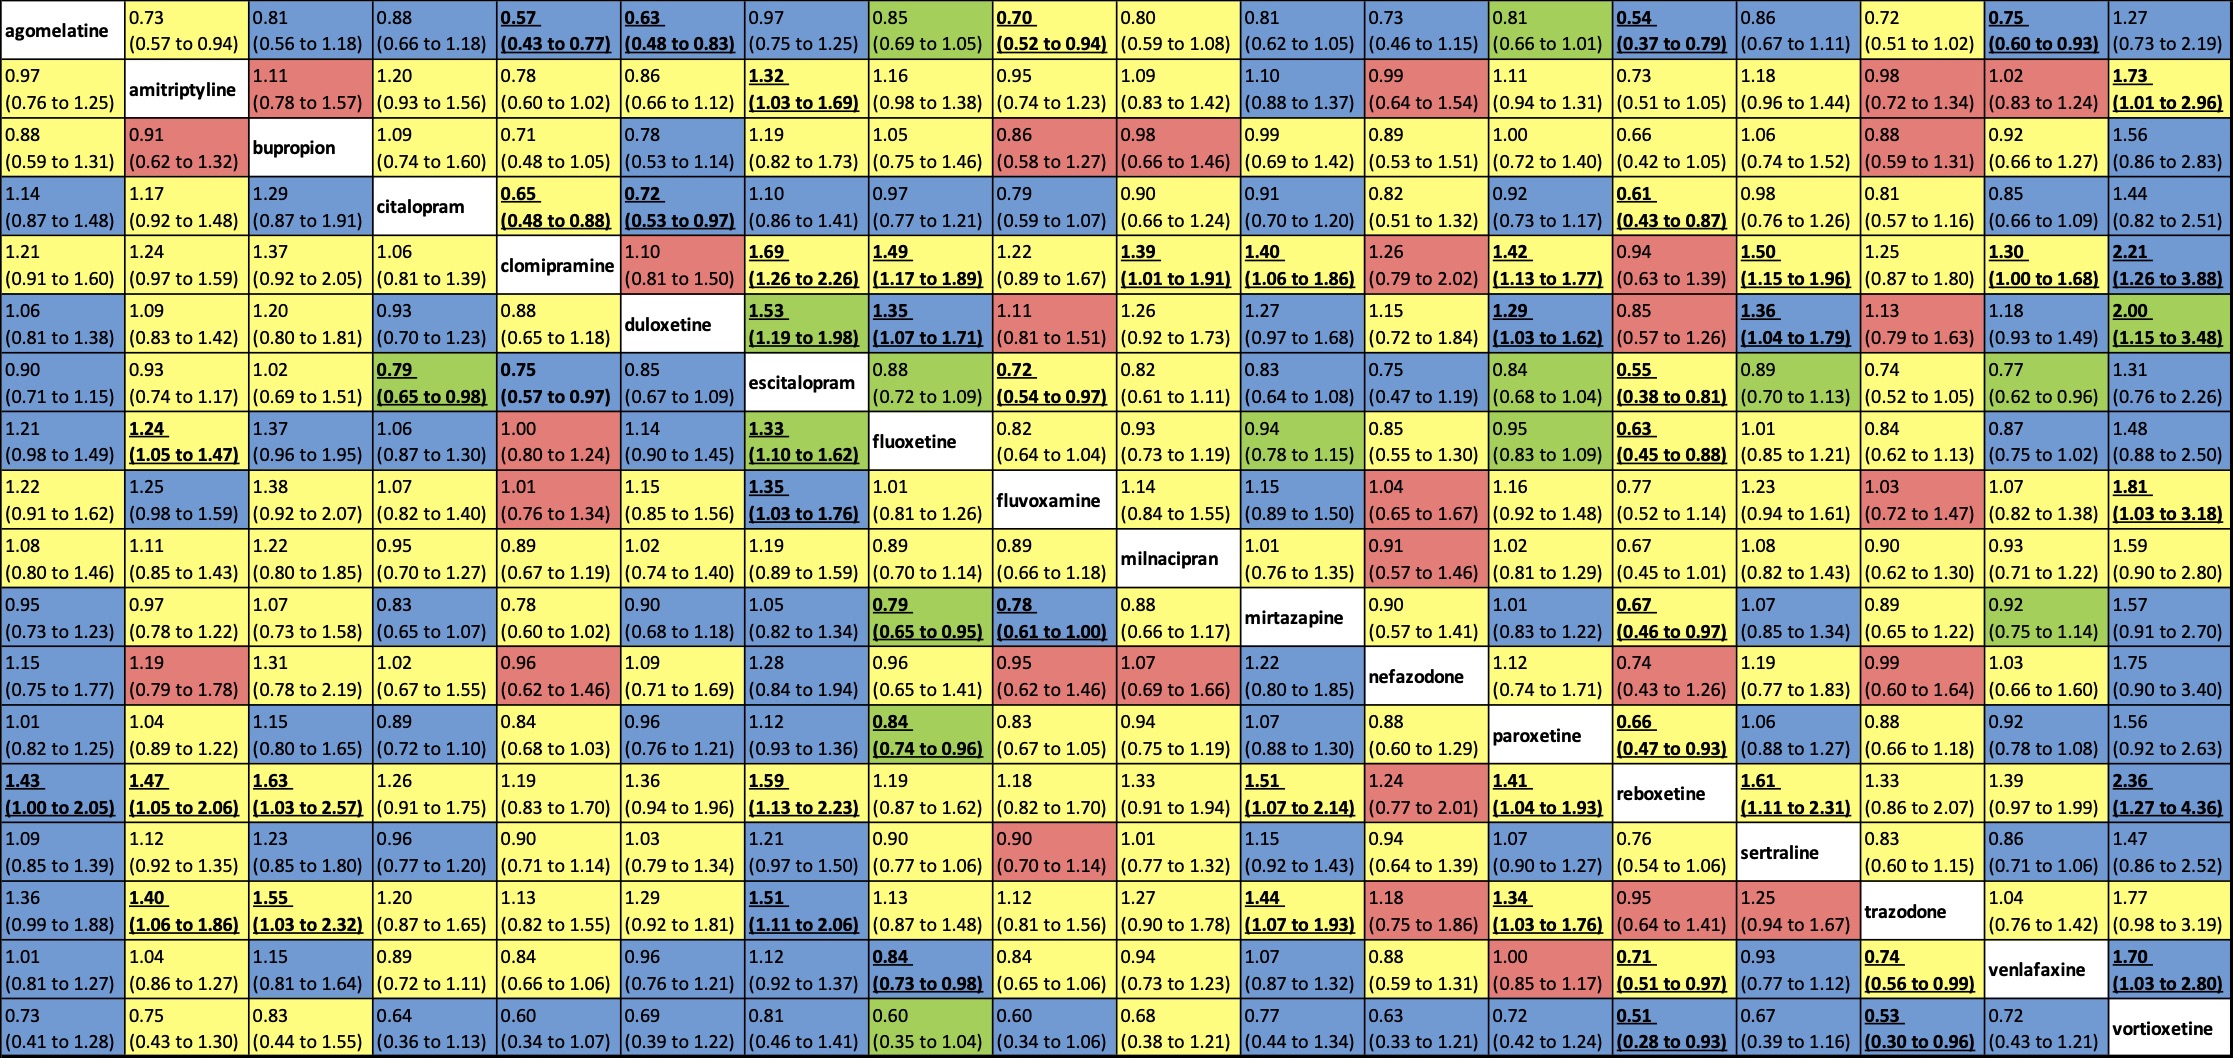 agomelatine
0.73
(0.57 to 0.94)
0.81
(0.56 to 1.18)
0.88
(0.66 to 1.18)
0.57
(0.43 to 0.77)
0.63
(0.48 to 0.83)
0.97
(0.75 to 1.25)
0.85
(0.69 to 1.05)
0.70
(0.52 to 0.94)
0.80
(0.59 to 1.08)
0.81
(0.62 to 1.05)
0.73
(0.46 to 1.15)
0.81
(0.66 to 1.01)
0.54
(0.37 to 0.79)
0.86
(0.67 to 1.11)
0.72
(0.51 to 1.02)
0.75
(0.60 to 0.93)
1.27
(0.73 to 2.19)
0.97
(0.76 to 1.25)
amitriptyline
1.11
(0.78 to 1.57)
1.20
(0.93 to 1.56)
0.78
(0.60 to 1.02)
0.86
(0.66 to 1.12)
1.32
(1.03 to 1.69)
1.16
(0.98 to 1.38)
0.95
(0.74 to 1.23)
1.09
(0.83 to 1.42)
1.10
(0.88 to 1.37)
0.99
(0.64 to 1.54)
1.11
(0.94 to 1.31)
0.73
(0.51 to 1.05)
1.18
(0.96 to 1.44)
0.98
(0.72 to 1.34)
1.02
(0.83 to 1.24)
1.73
(1.01 to 2.96)
0.88
(0.59 to 1.31)
0.91
(0.62 to 1.32)
bupropion
1.09
(0.74 to 1.60)
0.71
(0.48 to 1.05)
0.78
(0.53 to 1.14)
1.19
(0.82 to 1.73)
1.05
(0.75 to 1.46)
0.86
(0.58 to 1.27)
0.98
(0.66 to 1.46)
0.99
(0.69 to 1.42)
0.89
(0.53 to 1.51)
1.00
(0.72 to 1.40)
0.66
(0.42 to 1.05)
1.06
(0.74 to 1.52)
0.88
(0.59 to 1.31)
0.92
(0.66 to 1.27)
1.56
(0.86 to 2.83)
1.14
(0.87 to 1.48)
1.17
(0.92 to 1.48)
1.29
(0.87 to 1.91)
citalopram
0.65
(0.48 to 0.88)
0.72
(0.53 to 0.97)
1.10
(0.86 to 1.41)
0.97
(0.77 to 1.21)
0.79
(0.59 to 1.07)
0.90
(0.66 to 1.24)
0.91
(0.70 to 1.20)
0.82
(0.51 to 1.32)
0.92
(0.73 to 1.17)
0.61
(0.43 to 0.87)
0.98
(0.76 to 1.26)
0.81
(0.57 to 1.16)
0.85
(0.66 to 1.09)
1.44
(0.82 to 2.51)
1.21
(0.91 to 1.60)
1.24
(0.97 to 1.59)
1.37
(0.92 to 2.05)
1.06
(0.81 to 1.39)
clomipramine
1.10
(0.81 to 1.50)
1.69
(1.26 to 2.26)
1.49
(1.17 to 1.89)
1.22
(0.89 to 1.67)
1.39
(1.01 to 1.91)
1.40
(1.06 to 1.86)
1.26
(0.79 to 2.02)
1.42
(1.13 to 1.77)
0.94
(0.63 to 1.39)
1.50
(1.15 to 1.96)
1.25
(0.87 to 1.80)
1.30
(1.00 to 1.68)
2.21
(1.26 to 3.88)
1.06
(0.81 to 1.38)
1.09
(0.83 to 1.42)
1.20
(0.80 to 1.81)
0.93
(0.70 to 1.23)
0.88
(0.65 to 1.18)
duloxetine
1.53
(1.19 to 1.98)
1.35
(1.07 to 1.71)
1.11
(0.81 to 1.51)
1.26
(0.92 to 1.73)
1.27
(0.97 to 1.68)
1.15
(0.72 to 1.84)
1.29
(1.03 to 1.62)
0.85
(0.57 to 1.26)
1.36
(1.04 to 1.79)
1.13
(0.79 to 1.63)
1.18
(0.93 to 1.49)
2.00
(1.15 to 3.48)
0.90
(0.71 to 1.15)
0.93
(0.74 to 1.17)
1.02
(0.69 to 1.51)
0.79
(0.65 to 0.98)
0.75
(0.57 to 0.97)
0.85
(0.67 to 1.09)
escitalopram
0.88
(0.72 to 1.09)
0.72
(0.54 to 0.97)
0.82
(0.61 to 1.11)
0.83
(0.64 to 1.08)
0.75
(0.47 to 1.19)
0.84
(0.68 to 1.04)
0.55
(0.38 to 0.81)
0.89
(0.70 to 1.13)
0.74
(0.52 to 1.05)
0.77
(0.62 to 0.96)
1.31
(0.76 to 2.26)
1.21
(0.98 to 1.49)
1.24
(1.05 to 1.47)
1.37
(0.96 to 1.95)
1.06
(0.87 to 1.30)
1.00
(0.80 to 1.24)
1.14
(0.90 to 1.45)
1.33
(1.10 to 1.62)
fluoxetine
0.82
(0.64 to 1.04)
0.93
(0.73 to 1.19)
0.94
(0.78 to 1.15)
0.85
(0.55 to 1.30)
0.95
(0.83 to 1.09)
0.63
(0.45 to 0.88)
1.01
(0.85 to 1.21)
0.84
(0.62 to 1.13)
0.87
(0.75 to 1.02)
1.48
(0.88 to 2.50)
1.22
(0.91 to 1.62)
1.25
(0.98 to 1.59)
1.38
(0.92 to 2.07)
1.07
(0.82 to 1.40)
1.01
(0.76 to 1.34)
1.15
(0.85 to 1.56)
1.35
(1.03 to 1.76)
1.01
(0.81 to 1.26)
fluvoxamine
1.14
(0.84 to 1.55)
1.15
(0.89 to 1.50)
1.04
(0.65 to 1.67)
1.16
(0.92 to 1.48)
0.77
(0.52 to 1.14)
1.23
(0.94 to 1.61)
1.03
(0.72 to 1.47)
1.07
(0.82 to 1.38)
1.81
(1.03 to 3.18)
1.08
(0.80 to 1.46)
1.11
(0.85 to 1.43)
1.22
(0.80 to 1.85)
0.95
(0.70 to 1.27)
0.89
(0.67 to 1.19)
1.02
(0.74 to 1.40)
1.19
(0.89 to 1.59)
0.89
(0.70 to 1.14)
0.89
(0.66 to 1.18)
milnacipran
1.01
(0.76 to 1.35)
0.91
(0.57 to 1.46)
1.02
(0.81 to 1.29)
0.67
(0.45 to 1.01)
1.08
(0.82 to 1.43)
0.90
(0.62 to 1.30)
0.93
(0.71 to 1.22)
1.59
(0.90 to 2.80)
0.95
(0.73 to 1.23)
0.97
(0.78 to 1.22)
1.07
(0.73 to 1.58)
0.83
(0.65 to 1.07)
0.78
(0.60 to 1.02)
0.90
(0.68 to 1.18)
1.05
(0.82 to 1.34)
0.79
(0.65 to 0.95)
0.78
(0.61 to 1.00)
0.88
(0.66 to 1.17)
mirtazapine
0.90
(0.57 to 1.41)
1.01
(0.83 to 1.22)
0.67
(0.46 to 0.97)
1.07
(0.85 to 1.34)
0.89
(0.65 to 1.22)
0.92
(0.75 to 1.14)
1.57
(0.91 to 2.70)
1.15
(0.75 to 1.77)
1.19
(0.79 to 1.78)
1.31
(0.78 to 2.19)
1.02
(0.67 to 1.55)
0.96
(0.62 to 1.46)
1.09
(0.71 to 1.69)
1.28
(0.84 to 1.94)
0.96
(0.65 to 1.41)
0.95
(0.62 to 1.46)
1.07
(0.69 to 1.66)
1.22
(0.80 to 1.85)
nefazodone
1.12
(0.74 to 1.71)
0.74
(0.43 to 1.26)
1.19
(0.77 to 1.83)
0.99
(0.60 to 1.64)
1.03
(0.66 to 1.60)
1.75
(0.90 to 3.40)
1.01
(0.82 to 1.25)
1.04
(0.89 to 1.22)
1.15
(0.80 to 1.65)
0.89
(0.72 to 1.10)
0.84
(0.68 to 1.03)
0.96
(0.76 to 1.21)
1.12
(0.93 to 1.36)
0.84
(0.74 to 0.96)
0.83
(0.67 to 1.05)
0.94
(0.75 to 1.19)
1.07
(0.88 to 1.30)
0.88
(0.60 to 1.29)
paroxetine
0.66
(0.47 to 0.93)
1.06
(0.88 to 1.27)
0.88
(0.66 to 1.18)
0.92
(0.78 to 1.08)
1.56
(0.92 to 2.63)
1.43
(1.00 to 2.05)
1.47
(1.05 to 2.06)
1.63
(1.03 to 2.57)
1.26
(0.91 to 1.75)
1.19
(0.83 to 1.70)
1.36
(0.94 to 1.96)
1.59
(1.13 to 2.23)
1.19
(0.87 to 1.62)
1.18
(0.82 to 1.70)
1.33
(0.91 to 1.94)
1.51
(1.07 to 2.14)
1.24
(0.77 to 2.01)
1.41
(1.04 to 1.93)
reboxetine
1.61
(1.11 to 2.31)
1.33
(0.86 to 2.07)
1.39
(0.97 to 1.99)
2.36
(1.27 to 4.36)
1.09
(0.85 to 1.39)
1.12
(0.92 to 1.35)
1.23
(0.85 to 1.80)
0.96
(0.77 to 1.20)
0.90
(0.71 to 1.14)
1.03
(0.79 to 1.34)
1.21
(0.97 to 1.50)
0.90
(0.77 to 1.06)
0.90
(0.70 to 1.14)
1.01
(0.77 to 1.32)
1.15
(0.92 to 1.43)
0.94
(0.64 to 1.39)
1.07
(0.90 to 1.27)
0.76
(0.54 to 1.06)
sertraline
0.83
(0.60 to 1.15)
0.86
(0.71 to 1.06)
1.47
(0.86 to 2.52)
1.36
(0.99 to 1.88)
1.40
(1.06 to 1.86)
1.55
(1.03 to 2.32)
1.20
(0.87 to 1.65)
1.13
(0.82 to 1.55)
1.29
(0.92 to 1.81)
1.51
(1.11 to 2.06)
1.13
(0.87 to 1.48)
1.12
(0.81 to 1.56)
1.27
(0.90 to 1.78)
1.44
(1.07 to 1.93)
1.18
(0.75 to 1.86)
1.34
(1.03 to 1.76)
0.95
(0.64 to 1.41)
1.25
(0.94 to 1.67)
trazodone
1.04
(0.76 to 1.42)
1.77
(0.98 to 3.19)
1.01
(0.81 to 1.27)
1.04
(0.86 to 1.27)
1.15
(0.81 to 1.64)
0.89
(0.72 to 1.11)
0.84
(0.66 to 1.06)
0.96
(0.76 to 1.21)
1.12
(0.92 to 1.37)
0.84
(0.73 to 0.98)
0.84
(0.65 to 1.06)
0.94
(0.73 to 1.23)
1.07
(0.87 to 1.32)
0.88
(0.59 to 1.31)
1.00
(0.85 to 1.17)
0.71
(0.51 to 0.97)
0.93
(0.77 to 1.12)
0.74
(0.56 to 0.99)
venlafaxine
1.70
(1.03 to 2.80)
0.73
(0.41 to 1.28)
0.75
(0.43 to 1.30)
0.83
(0.44 to 1.55)
0.64
(0.36 to 1.13)
0.60
(0.34 to 1.07)
0.69
(0.39 to 1.22)
0.81
(0.46 to 1.41)
0.60
(0.35 to 1.04)
0.60
(0.34 to 1.06)
0.68
(0.38 to 1.21)
0.77
(0.44 to 1.34)
0.63
(0.33 to 1.21)
0.72
(0.42 to 1.24)
0.51
(0.28 to 0.93)
0.67
(0.39 to 1.16)
0.53
(0.30 to 0.96)
0.72
(0.43 to 1.21)
vortioxetine